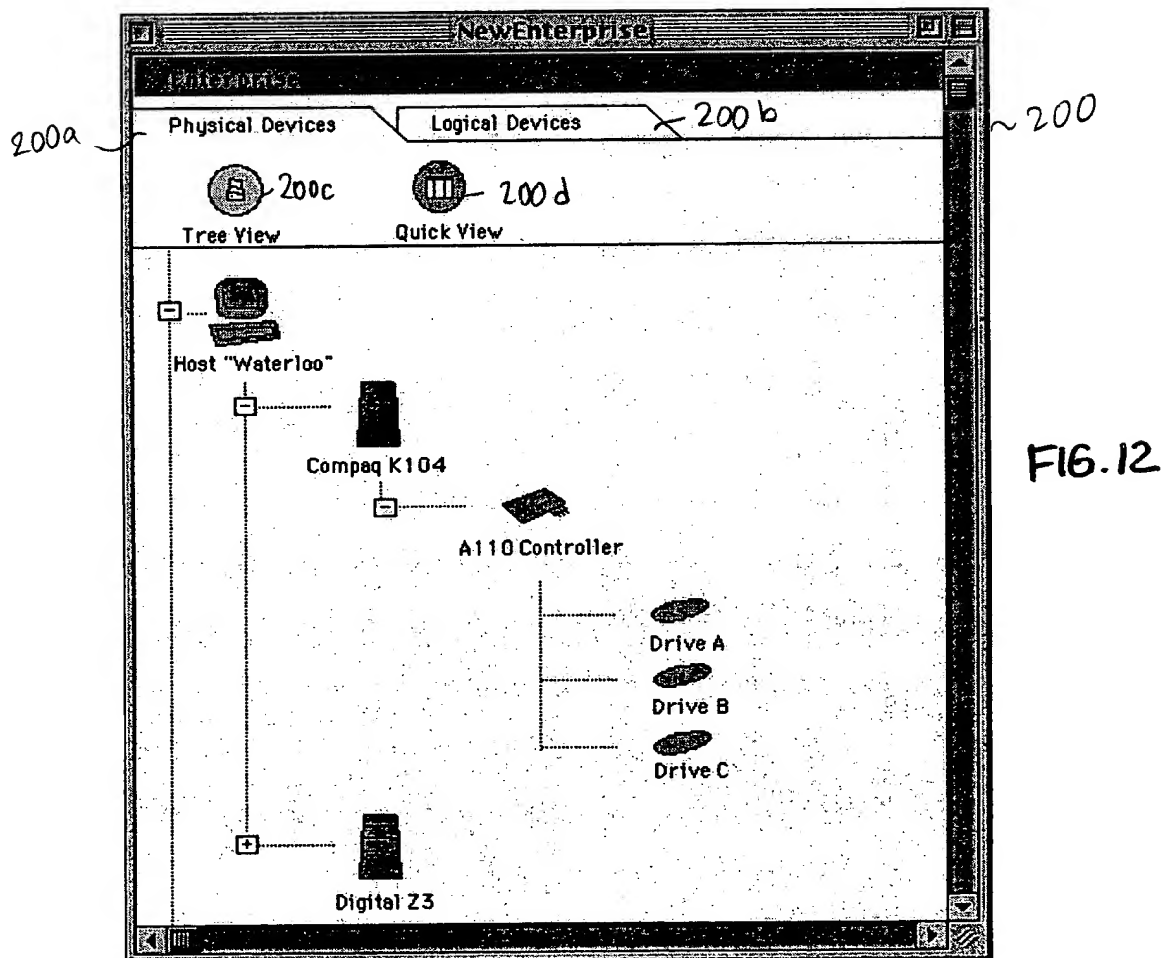 NewEnterprise
Enterprise
200a
Physical Devices
Logical Devices
200b
200
200c
200d
Tree View
Quick View
Host "Waterloo"
Compaq K104
A110 Controller
FIG.12
Drive A
Drive B
Drive C
Digital Z3